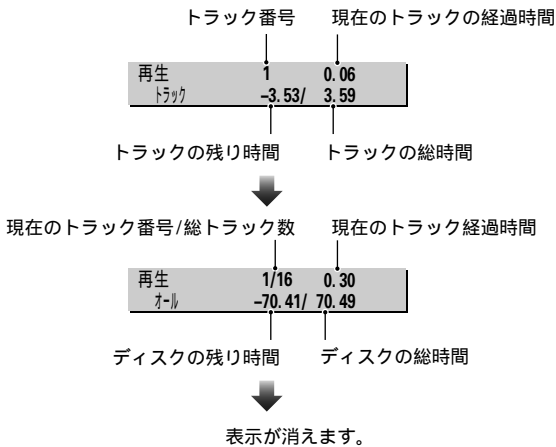 トラック番号 現在のトラックの経過時間
再生 1 0.06
トラック -3.53/ 3.59
トラックの残り時間 トラックの総時間
現在のトラック番号/総トラック数 現在のトラック経過時間
再生 1/16 0.30
オール -70.41/ 70.49
ディスクの残り時間 ディスクの総時間
表示が消えます。